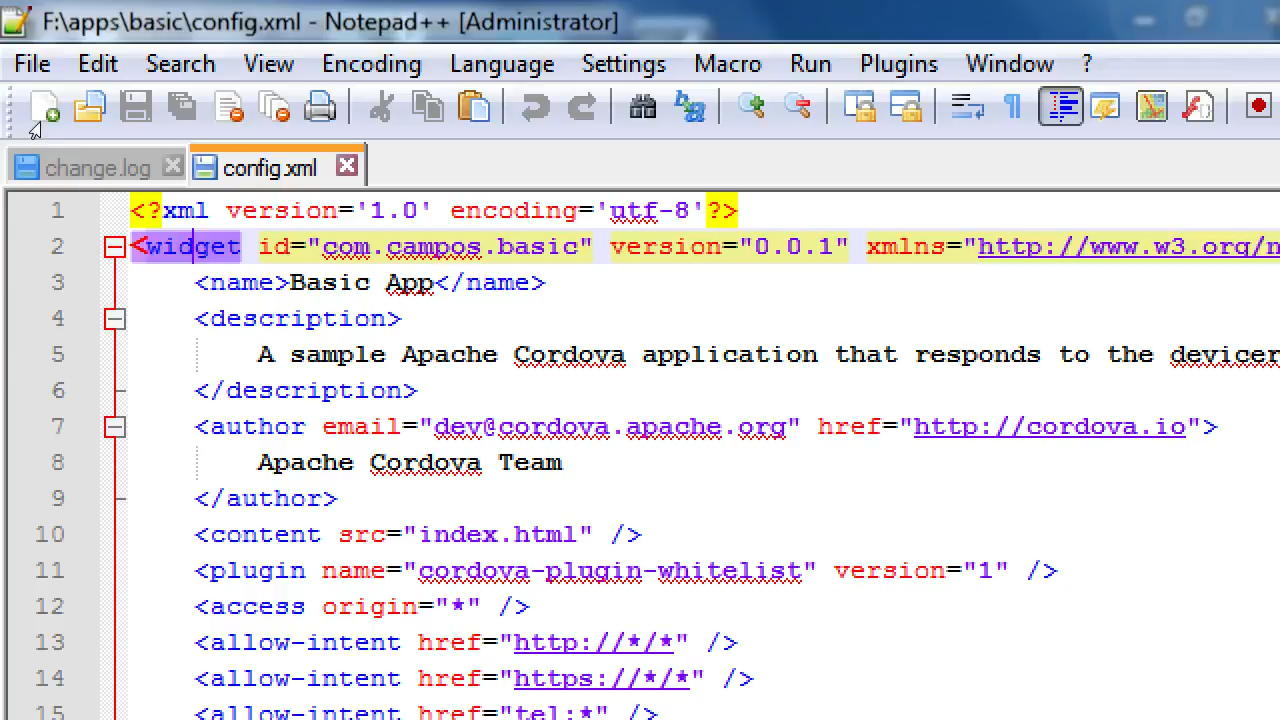 F:\apps\basic\config.xml - Notepad++ [Administrator]
File Edit Search View Encoding Language Settings Macro Run Plugins Window ?
change.log config.xml
1 <?xml version='1.0' encoding='utf-8'?>
2 <widget id="com.campos.basic" version="0.0.1" xmlns="http://www.w3.org/n
3 <name>Basic App</name>
4 <description>
5 A sample Apache Cordova application that responds to the devicer
6 </description>
7 <author email="dev@cordova.apache.org" href="http://cordova.io">
8 Apache Cordova Team
9 </author>
10 <content src="index.html" />
11 <plugin name="cordova-plugin-whitelist" version="1" />
12 <access origin="*" />
13 <allow-intent href="http://*/*" />
14 <allow-intent href="https://*/*" />
15 <allow-intent href="tel:*" />